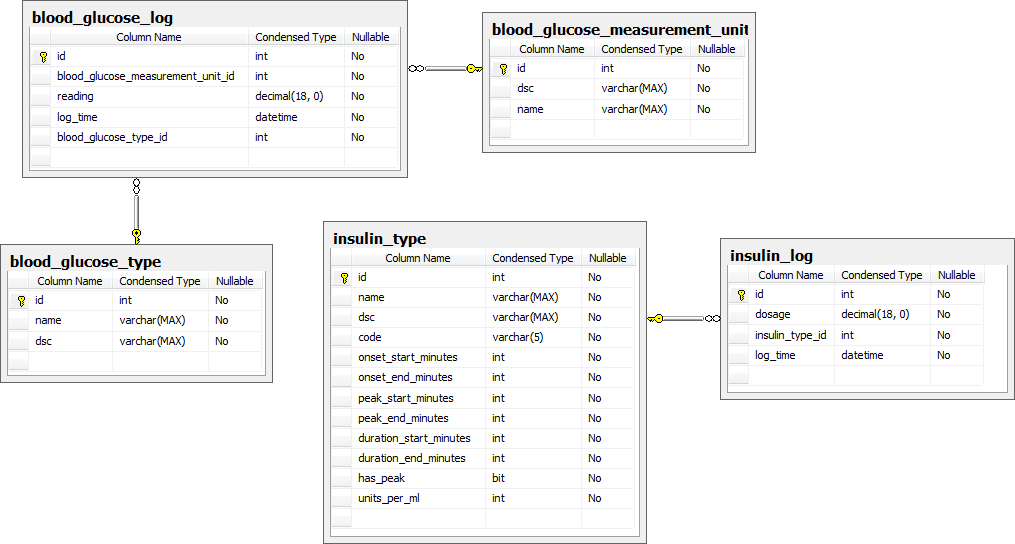 blood_glucose_log
Column Name Condensed Type Nullable
id int No
blood_glucose_measurement_unit_id int No
reading decimal(18, 0) No
log_time datetime No
blood_glucose_type_id int No
blood_glucose_measurement_unit
Column Name Condensed Type Nullable
id int No
dsc varchar(MAX) No
name varchar(MAX) No
blood_glucose_type
Column Name Condensed Type Nullable
id int No
name varchar(MAX) No
dsc varchar(MAX) No
insulin_type
Column Name Condensed Type Nullable
id int No
name varchar(MAX) No
dsc varchar(MAX) No
code varchar(5) No
onset_start_minutes int No
onset_end_minutes int No
peak_start_minutes int No
peak_end_minutes int No
duration_start_minutes int No
duration_end_minutes int No
has_peak bit No
units_per_ml int No
insulin_log
Column Name Condensed Type Nullable
id int No
dosage decimal(18, 0) No
insulin_type_id int No
log_time datetime No